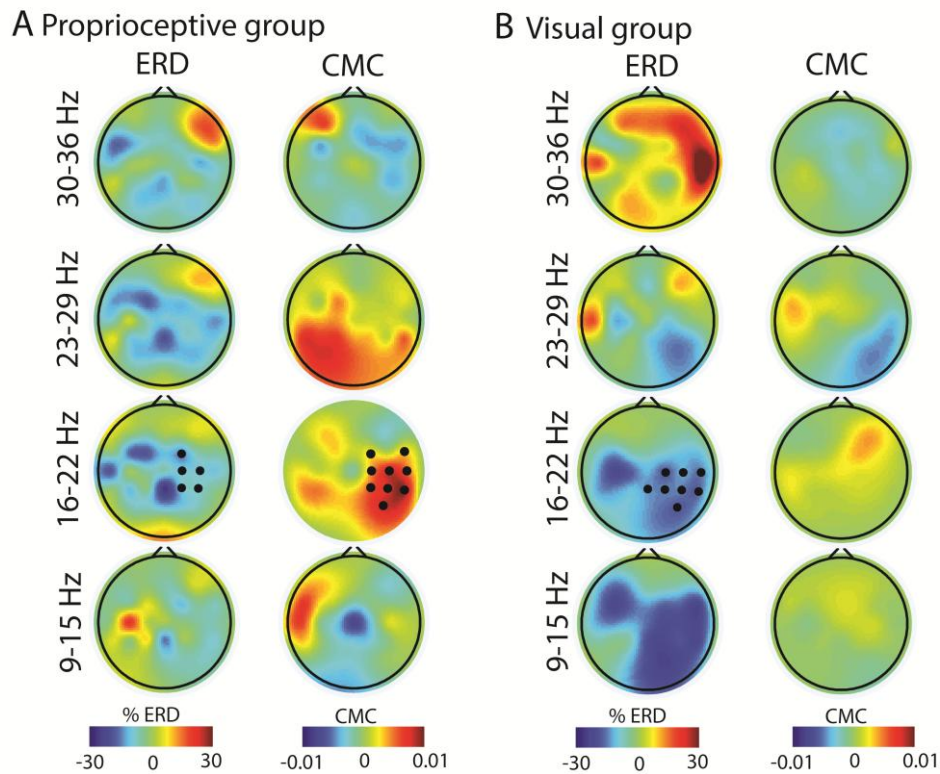 A Proprioceptive group
ERD CMC
30-36 Hz
23-29 Hz
16-22 Hz
9-15 Hz
% ERD CMC
-30 0 30 -0.01 0 0.01
B Visual group
ERD CMC
30-36 Hz
23-29 Hz
16-22 Hz
9-15 Hz
% ERD CMC
-30 0 30 -0.01 0 0.01